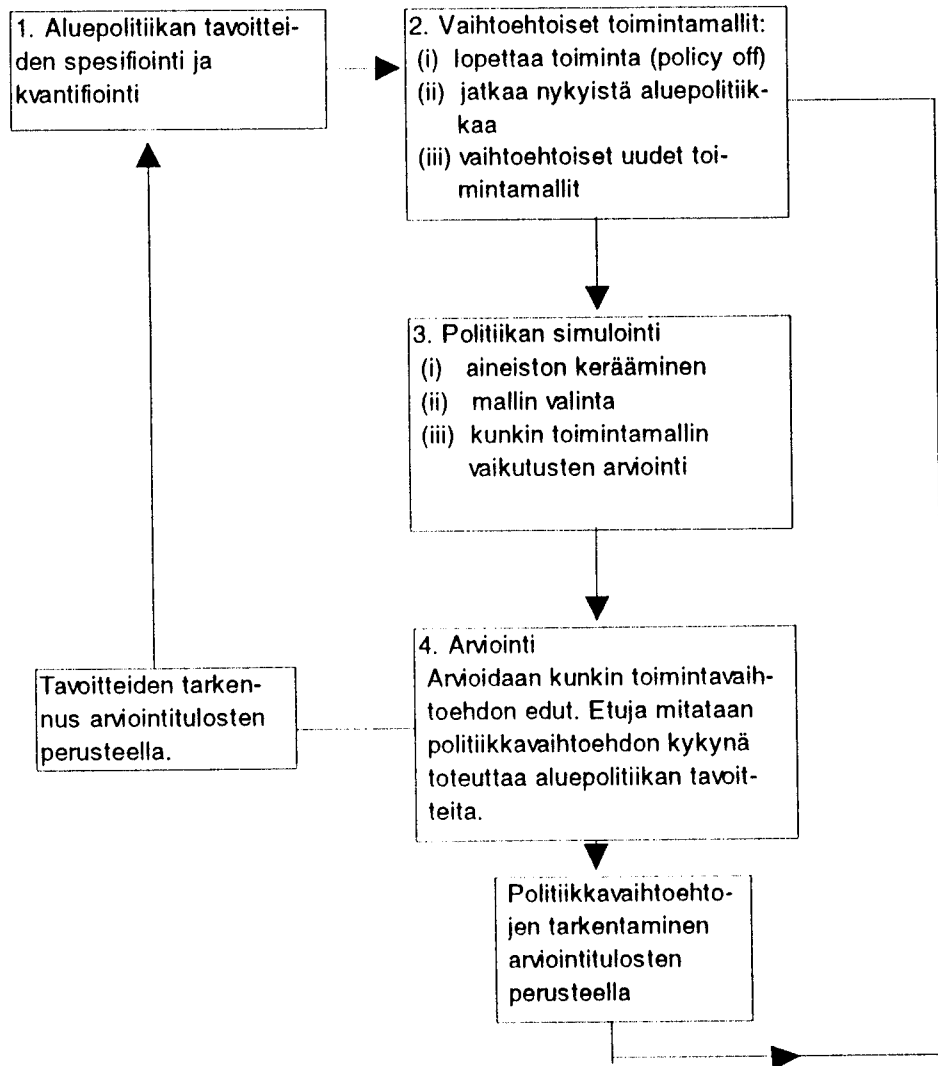 1. Aluepolitiikan tavoittei-
den spesifiointi ja
kvantifiointi
2. Vaihtoehtoiset toimintamallit:
(i) lopettaa toiminta (policy off)
(ii) jatkaa nykyistä aluepolitiik-
kaa
(iii) vaihtoehtoiset uudet toi-
mintamallit
3. Politiikan simulointi
(i) aineiston kerääminen
(ii) mallin valinta
(iii) kunkin toimintamallin
vaikutusten arviointi
4. Arviointi
Arvioidaan kunkin toimintavaih-
toehdon edut. Etuja mitataan
politiikkavaihtoehdon kykynä
toteuttaa aluepolitiikan tavoit-
teita.
Tavoitteiden tarken-
nus arviointitulosten
perusteella.
Politiikkavaihtoehto-
jen tarkentaminen
arviointitulosten
perusteella